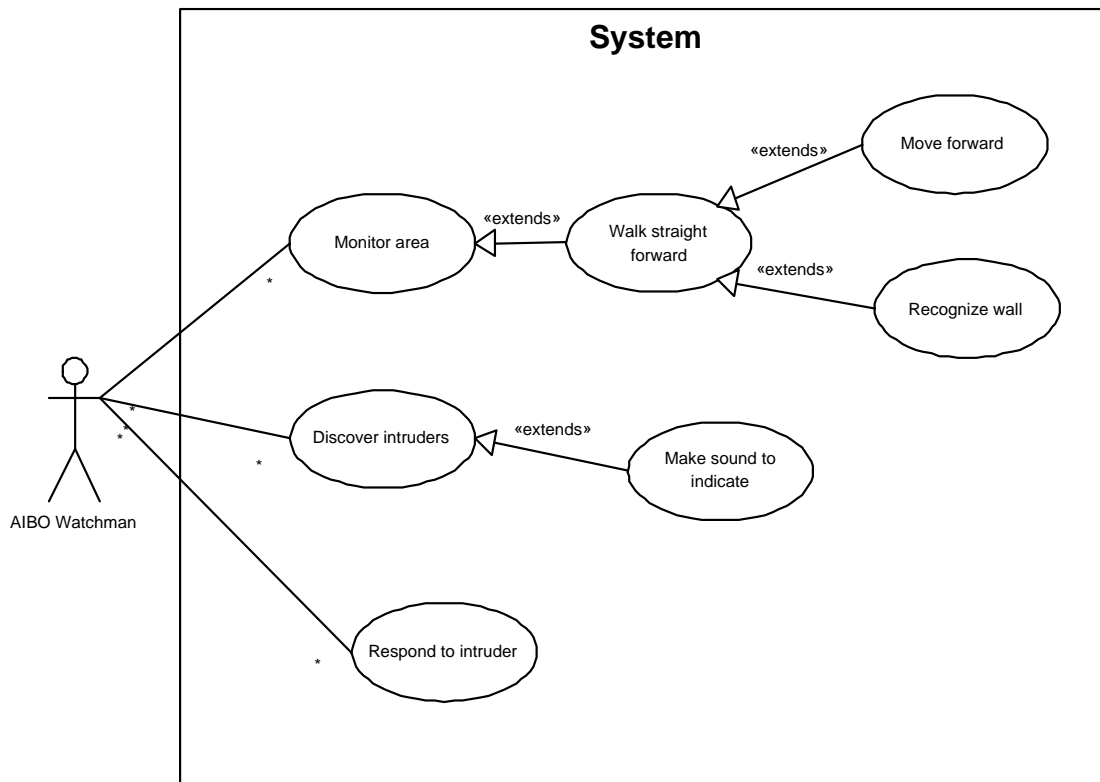 System
Move forward
«extends»
«extends»
Walk straight
forward
Monitor area
«extends»
Recognize wall
*
*
*
*
Discover intruders
«extends»
Make sound to
indicate
*
AIBO Watchman
Respond to intruder
*